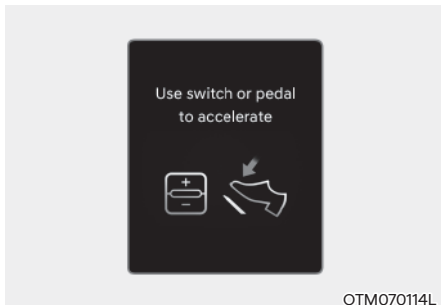 Use switch or pedal
to accelerate
+
−
OTM070114L